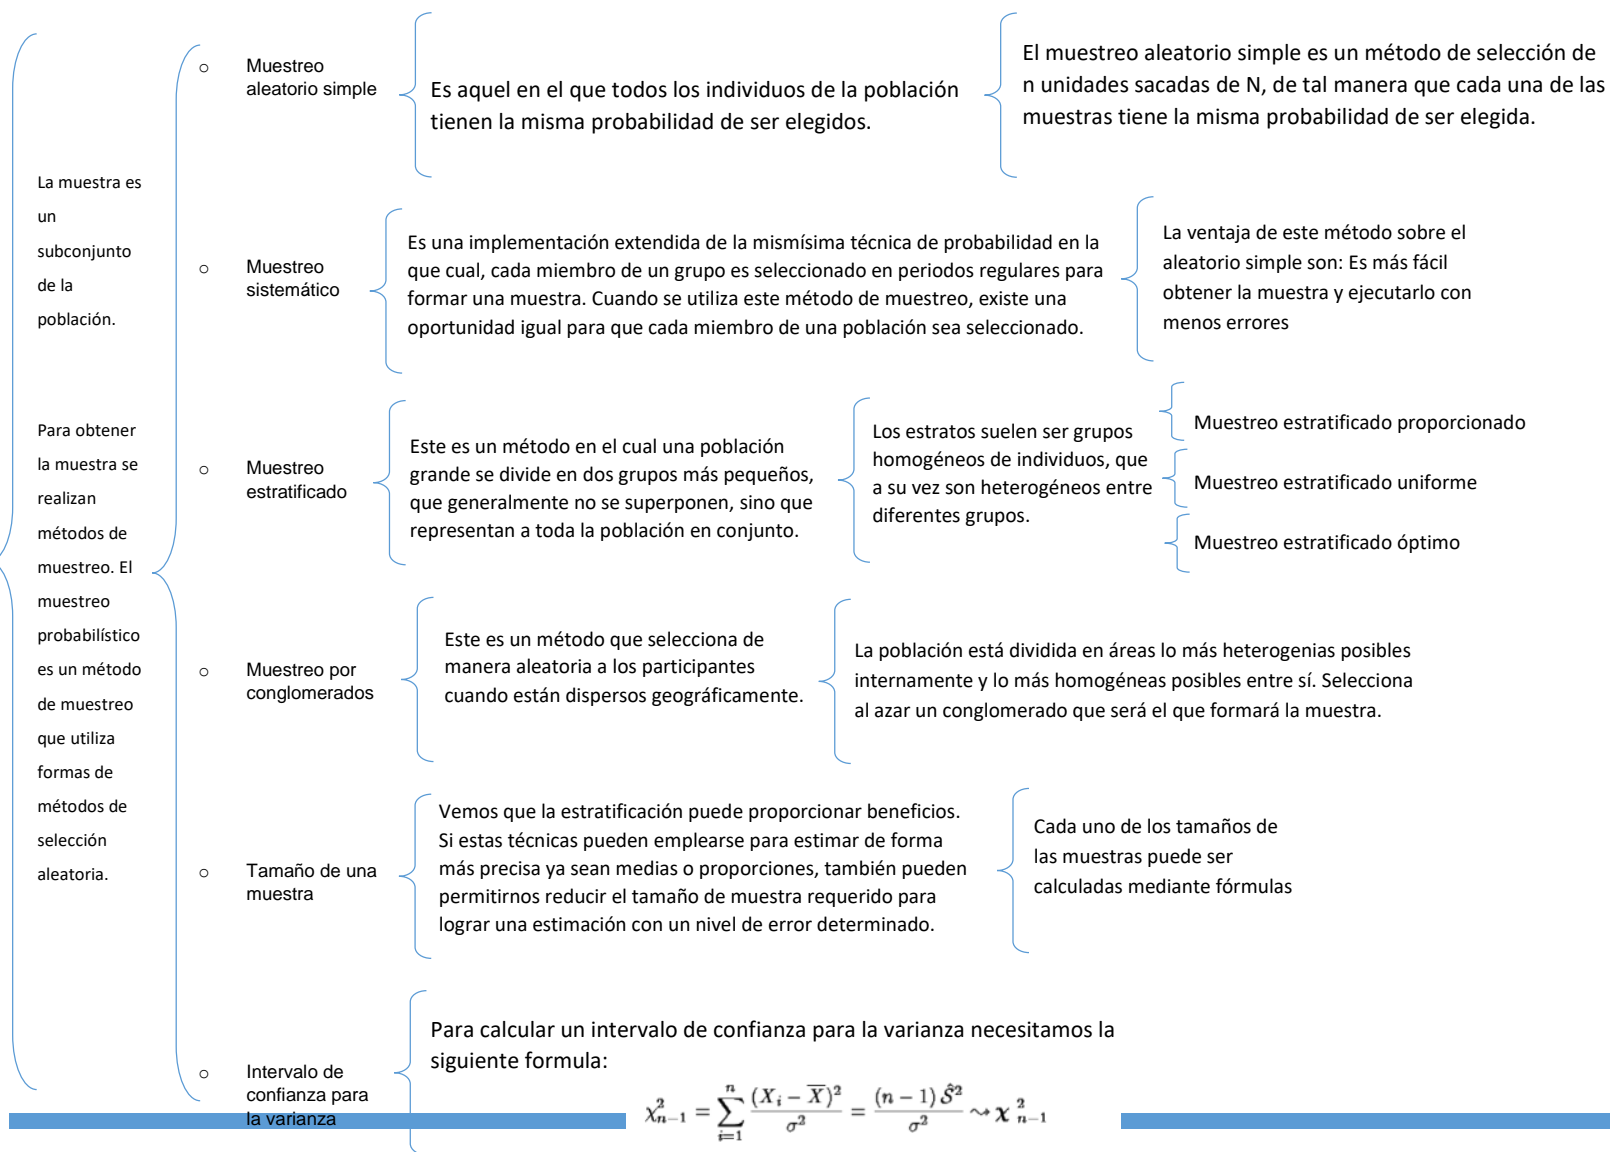 La muestra es
un
subconjunto
de la
población.
Para obtener
la muestra se
realizan
métodos de
muestreo. El
muestreo
probabilístico
es un método
de muestreo
que utiliza
formas de
métodos de
selección
aleatoria.
o Muestreo
aleatorio simple
Es aquel en el que todos los individuos de la población
tienen la misma probabilidad de ser elegidos.
El muestreo aleatorio simple es un método de selección de
n unidades sacadas de N, de tal manera que cada una de las
muestras tiene la misma probabilidad de ser elegida.
o Muestreo
sistemático
Es una implementación extendida de la mismísima técnica de probabilidad en la
que cual, cada miembro de un grupo es seleccionado en periodos regulares para
formar una muestra. Cuando se utiliza este método de muestreo, existe una
oportunidad igual para que cada miembro de una población sea seleccionado.
La ventaja de este método sobre el
aleatorio simple son: Es más fácil
obtener la muestra y ejecutarlo con
menos errores
o Muestreo
estratificado
Este es un método en el cual una población
grande se divide en dos grupos más pequeños,
que generalmente no se superponen, sino que
representan a toda la población en conjunto.
Los estratos suelen ser grupos
homogéneos de individuos, que
a su vez son heterogéneos entre
diferentes grupos.
Muestreo estratificado proporcionado
Muestreo estratificado uniforme
Muestreo estratificado óptimo
o Muestreo por
conglomerados
Este es un método que selecciona de
manera aleatoria a los participantes
cuando están dispersos geográficamente.
La población está dividida en áreas lo más heterogenias posibles
internamente y lo más homogéneas posibles entre sí. Selecciona
al azar un conglomerado que será el que formará la muestra.
o Tamaño de una
muestra
Vemos que la estratificación puede proporcionar beneficios.
Si estas técnicas pueden emplearse para estimar de forma
más precisa ya sean medias o proporciones, también pueden
permitirnos reducir el tamaño de muestra requerido para
lograr una estimación con un nivel de error determinado.
Cada uno de los tamaños de
las muestras puede ser
calculadas mediante fórmulas
o Intervalo de
confianza para
la varianza
Para calcular un intervalo de confianza para la varianza necesitamos la
siguiente formula:
χ²ₙ₋₁ = ∑ⁿᵢ₌₁ (Xᵢ − X̅)² / σ² = (n − 1) Ŝ² / σ² ⇝ χ²ₙ₋₁